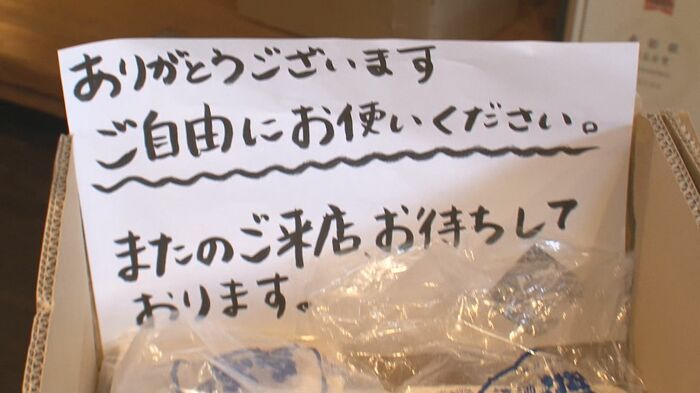 ありがとうございます
ご自由にお使いください。
またのご来店、お待ちして
おります。